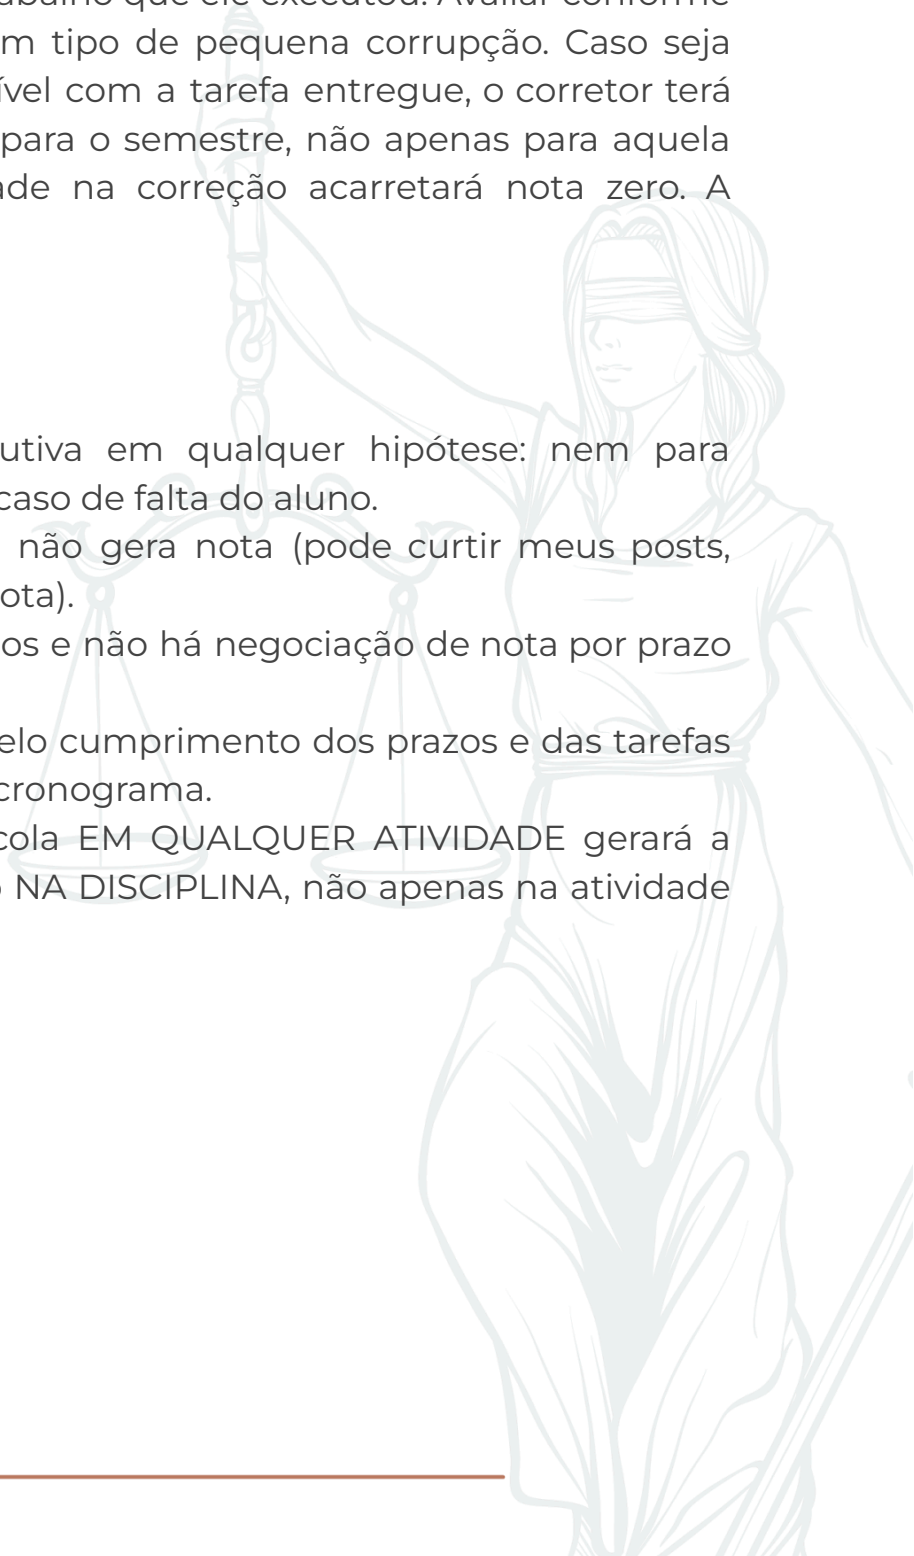 abalho que ele executou. Avaliar conforme
m tipo de pequena corrupção. Caso seja
ível com a tarefa entregue, o corretor terá
para o semestre, não apenas para aquela
ade na correção acarretará nota zero. A
utiva em qualquer hipótese: nem para
caso de falta do aluno.
não gera nota (pode curtir meus posts,
ota).
os e não há negociação de nota por prazo
elo cumprimento dos prazos e das tarefas
cronograma.
cola EM QUALQUER ATIVIDADE gerará a
o NA DISCIPLINA, não apenas na atividade